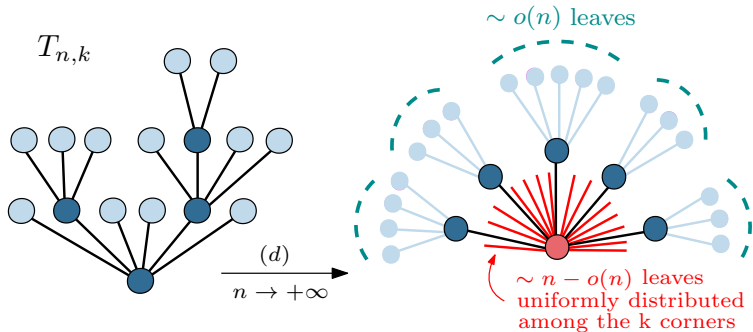 ∼ o(n) leaves
T_{n,k}
(d)
n → +∞
∼ n − o(n) leaves
uniformly distributed
among the k corners